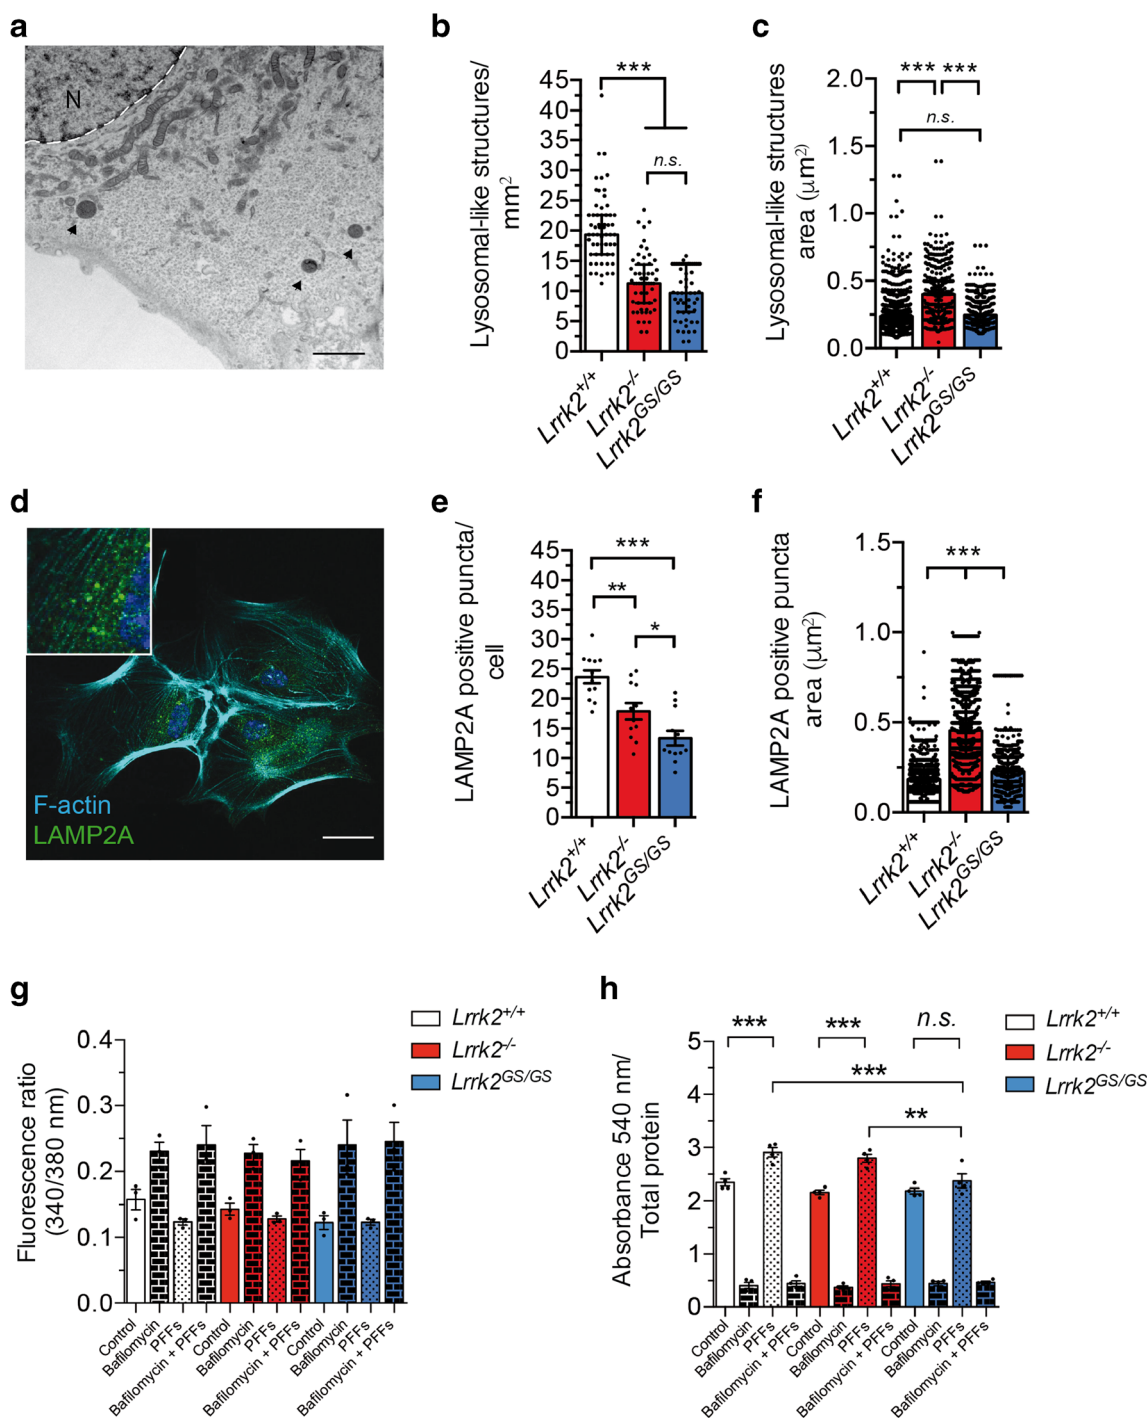 a
N
b
Lysosomal-like structures/
mm²
45
40
35
30
25
20
15
10
5
0
***
n.s.
Lrrk2+/+
Lrrk2-/-
Lrrk2GS/GS
c
Lysosomal-like structures
area (μm²)
2.0
1.5
1.0
0.5
0.0
*** ***
n.s.
Lrrk2+/+
Lrrk2-/-
Lrrk2GS/GS
d
F-actin
LAMP2A
e
LAMP2A positive puncta/
cell
45
40
35
30
25
20
15
10
5
0
***
**
*
Lrrk2+/+
Lrrk2-/-
Lrrk2GS/GS
f
LAMP2A positive puncta
area (μm²)
1.5
1.0
0.5
0.0
***
Lrrk2+/+
Lrrk2-/-
Lrrk2GS/GS
g
Fluorescence ratio
(340/380 nm)
0.4
0.3
0.2
0.1
0.0
Lrrk2+/+
Lrrk2-/-
Lrrk2GS/GS
Control
Bafilomycin
PFFs
Bafilomycin + PFFs
Control
Bafilomycin
PFFs
Bafilomycin + PFFs
Control
Bafilomycin
PFFs
Bafilomycin + PFFs
h
Absorbance 540 nm/
Total protein
5
4
3
2
1
0
*** *** n.s.
***
**
Lrrk2+/+
Lrrk2-/-
Lrrk2GS/GS
Control
Bafilomycin
PFFs
Bafilomycin + PFFs
Control
Bafilomycin
PFFs
Bafilomycin + PFFs
Control
Bafilomycin
PFFs
Bafilomycin + PFFs